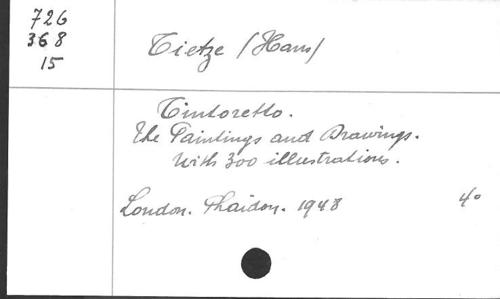 726
368
15
Tietze /Hans/
Tintoretto.
The Paintings and Drawings.
With 300 illustrations.
London. Phaidon. 1948 4°